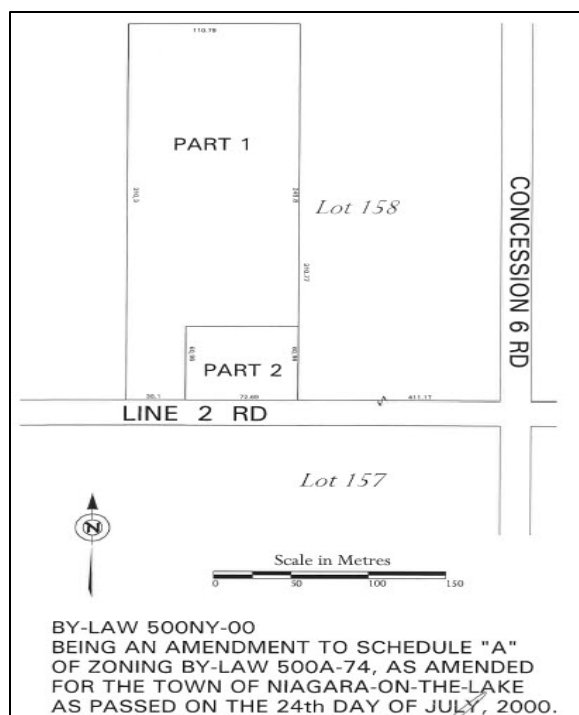 110.79
PART 1
Lot 158
CONCESSION 6 RD
PART 2
72.69
411.17
LINE 2 RD
Lot 157
N
Scale in Metres
0 50 100 150
BY-LAW 500NY-00
BEING AN AMENDMENT TO SCHEDULE "A"
OF ZONING BY-LAW 500A-74, AS AMENDED
FOR THE TOWN OF NIAGARA-ON-THE-LAKE
AS PASSED ON THE 24th DAY OF JULY, 2000.